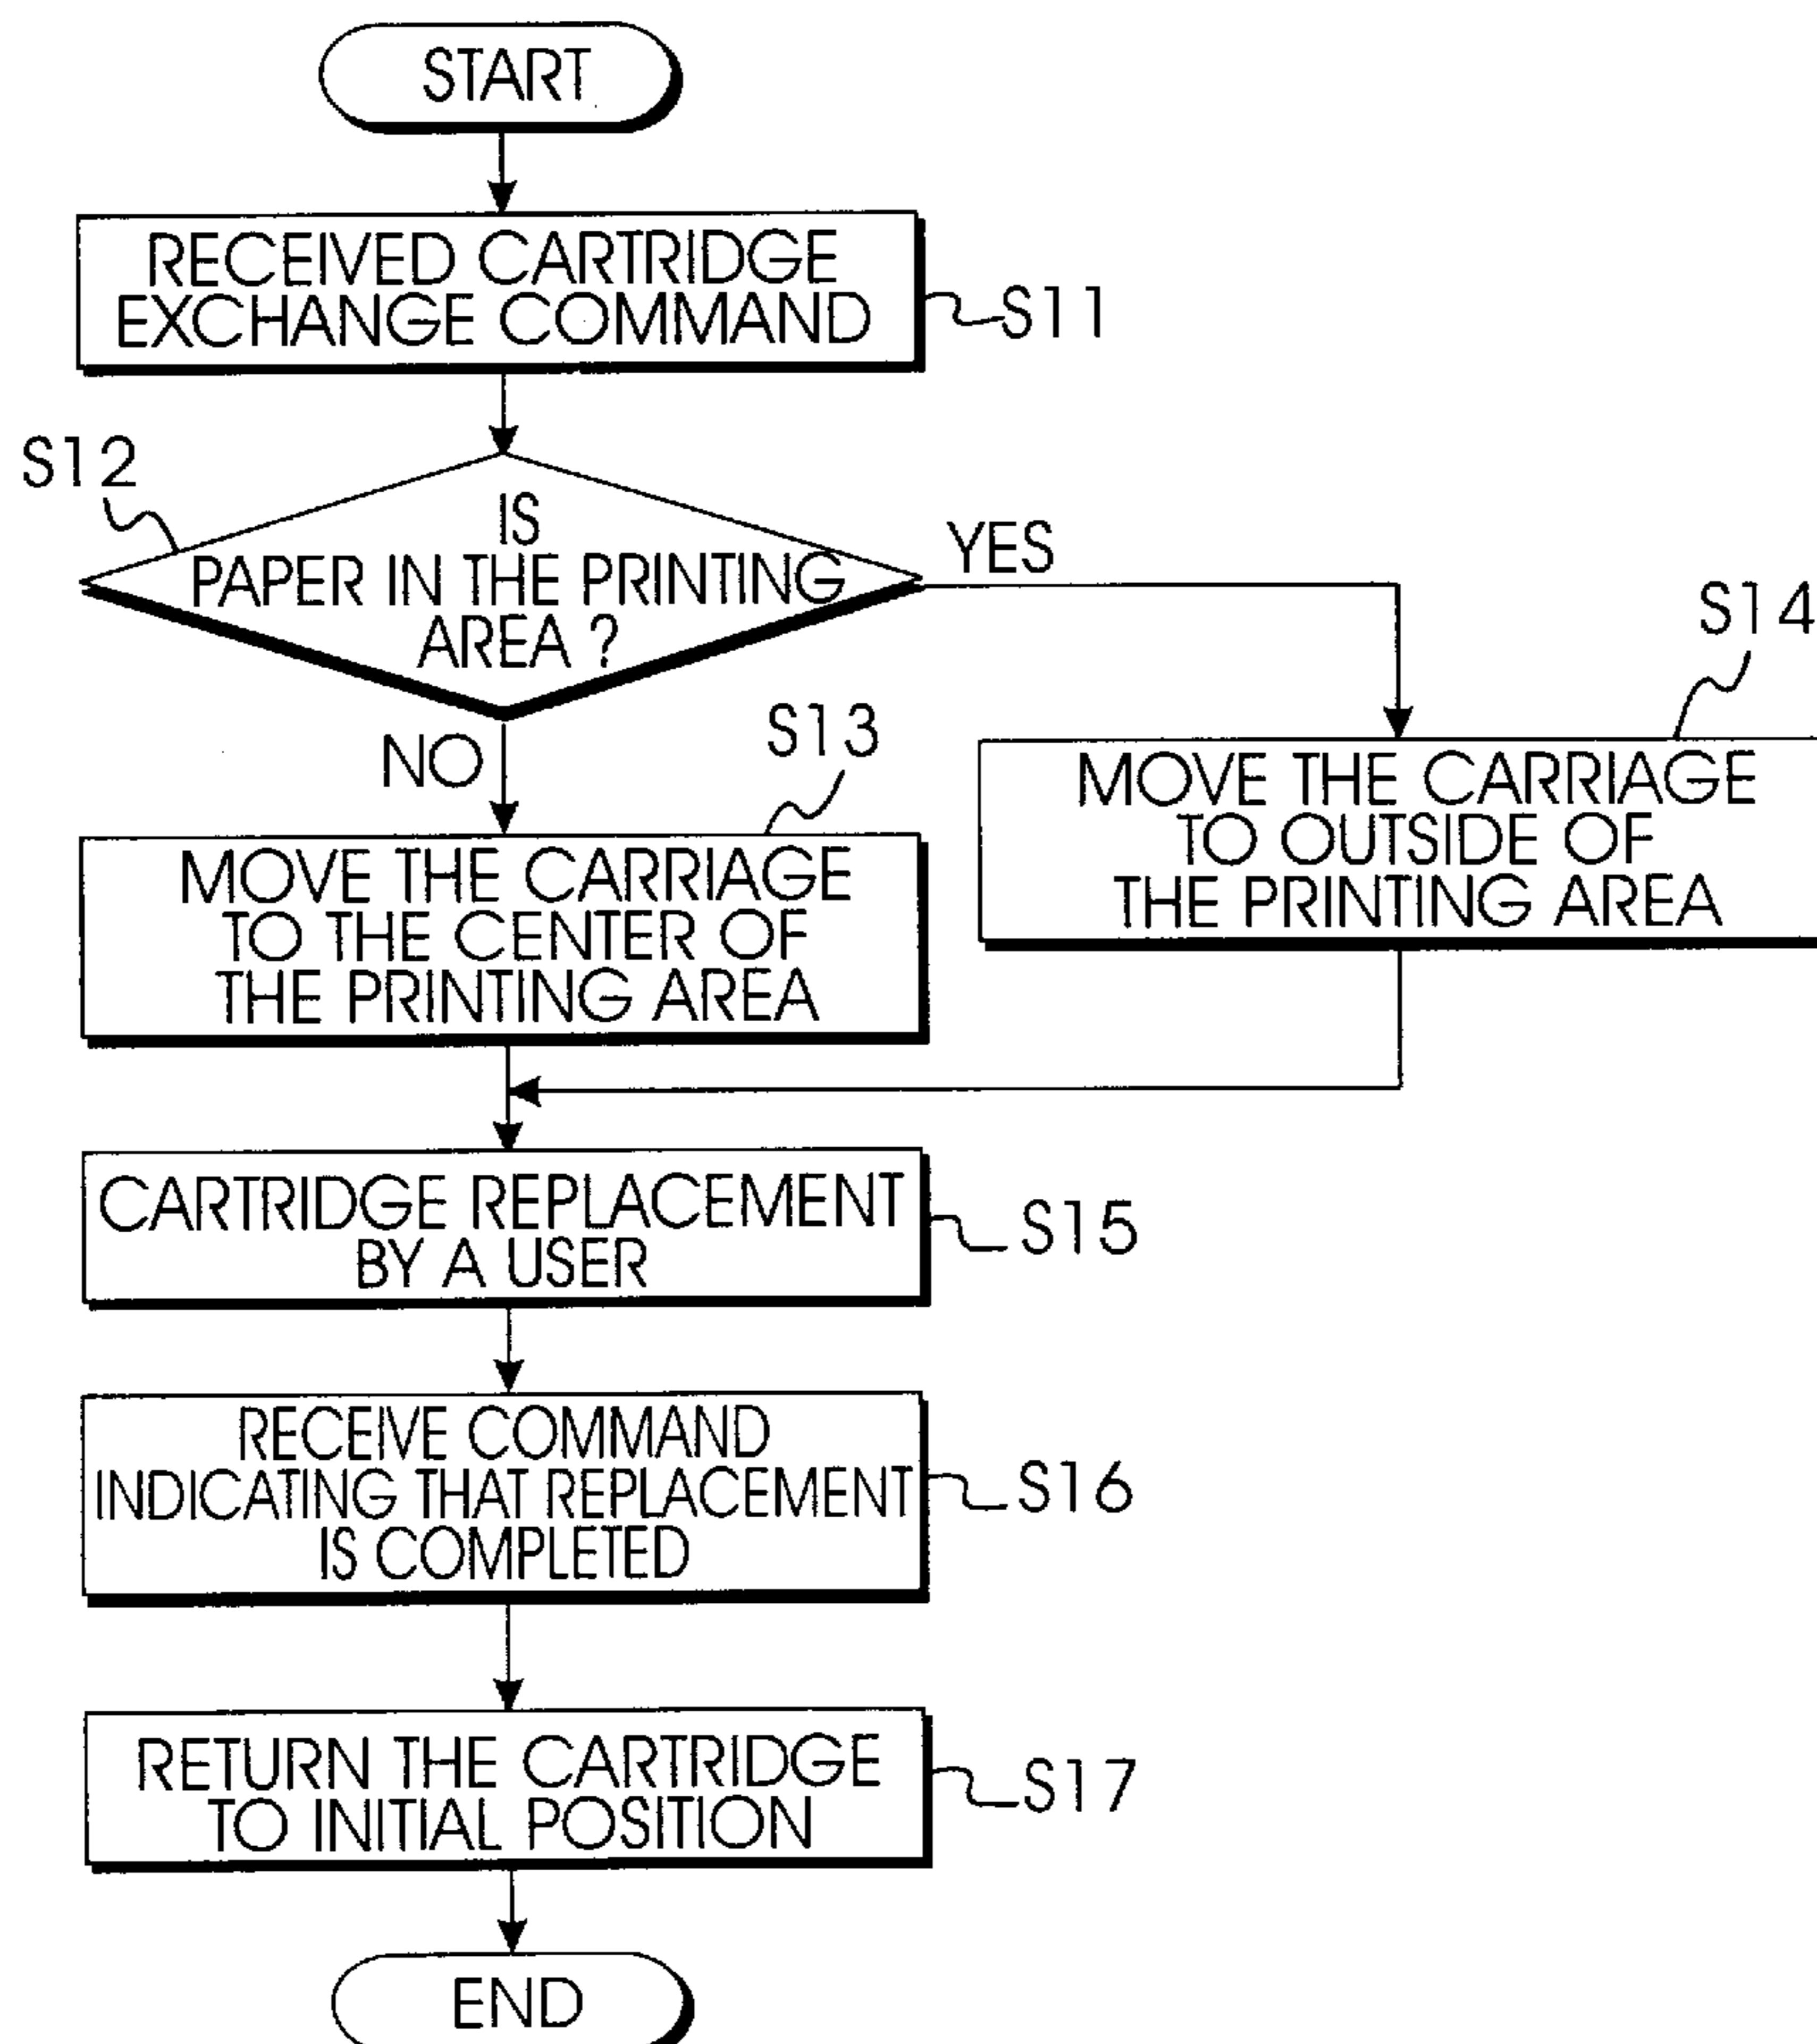 START
RECEIVED CARTRIDGE
EXCHANGE COMMAND
S11
S12
IS
PAPER IN THE PRINTING
AREA ?
YES
NO
S13
MOVE THE CARRIAGE
TO THE CENTER OF
THE PRINTING AREA
S14
MOVE THE CARRIAGE
TO OUTSIDE OF
THE PRINTING AREA
CARTRIDGE REPLACEMENT
BY A USER
S15
RECEIVE COMMAND
INDICATING THAT REPLACEMENT
IS COMPLETED
S16
RETURN THE CARTRIDGE
TO INITIAL POSITION
S17
END